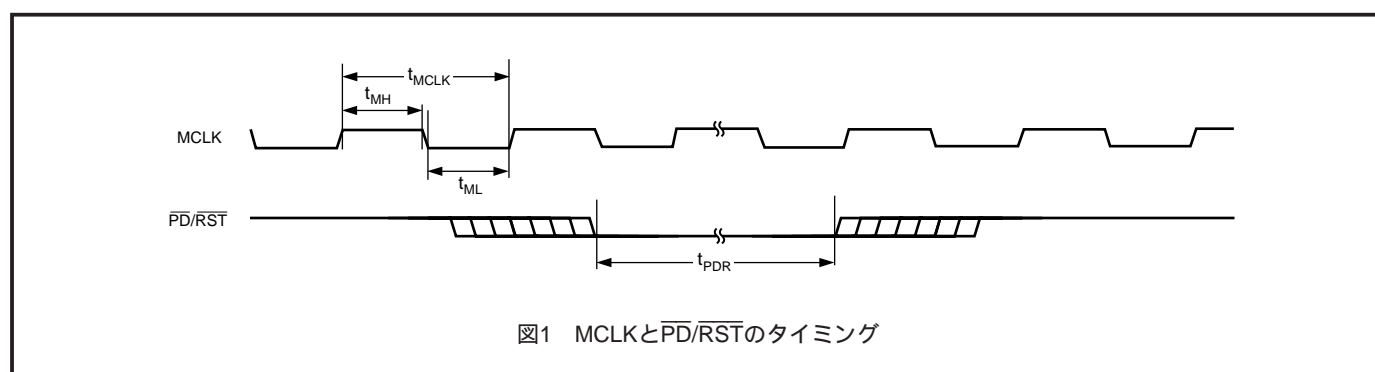 tMCLK
tMH
MCLK
tML
PD/RST
tPDR
図1 MCLKとPD/RSTのタイミング